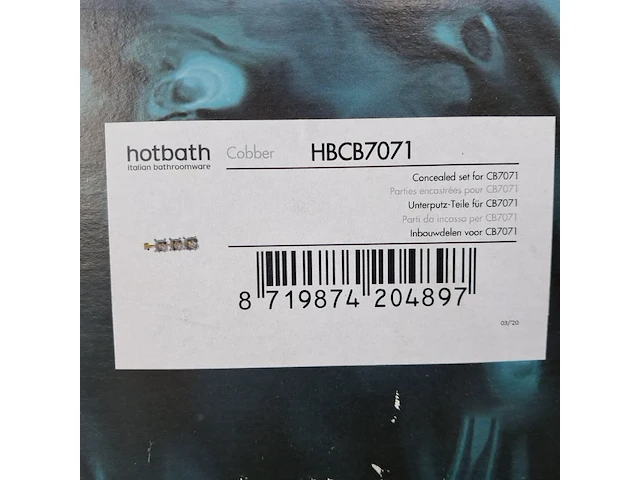 hotbath Cobber HBCB7071
italian bathroomware
Concealed set for CB7071
Parties encastrées pour CB7071
Unterputz-Teile für CB7071
Parti da incasso per CB7071
Inbouwdelen voor CB7071
8 719874 204897
03/'20